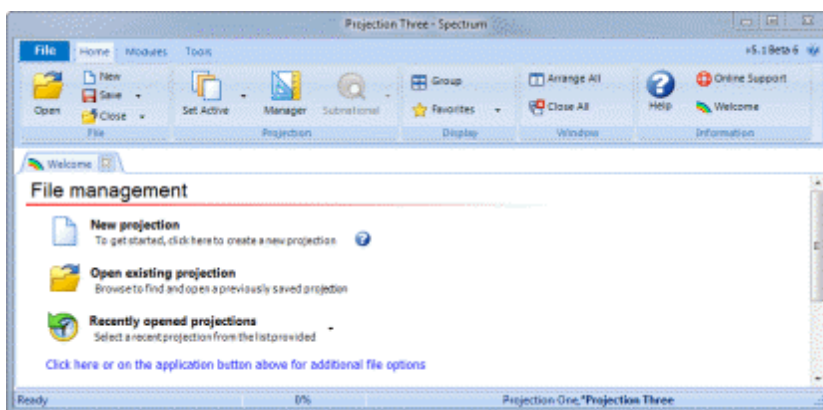 Projection Three - Spectrum
File Home Modules Tools v5.1 Beta 6
Open New Save Close File
Set Active Manager Subnational Projection
Group Favorites Display
Arrange All Close All Window
Help Online Support Welcome Information
Welcome
File management
New projection
To get started, click here to create a new projection
Open existing projection
Browse to find and open a previously saved projection
Recently opened projections
Select a recent projection from the list provided
Click here or on the application button above for additional file options
Ready 0% Projection One,*Projection Three